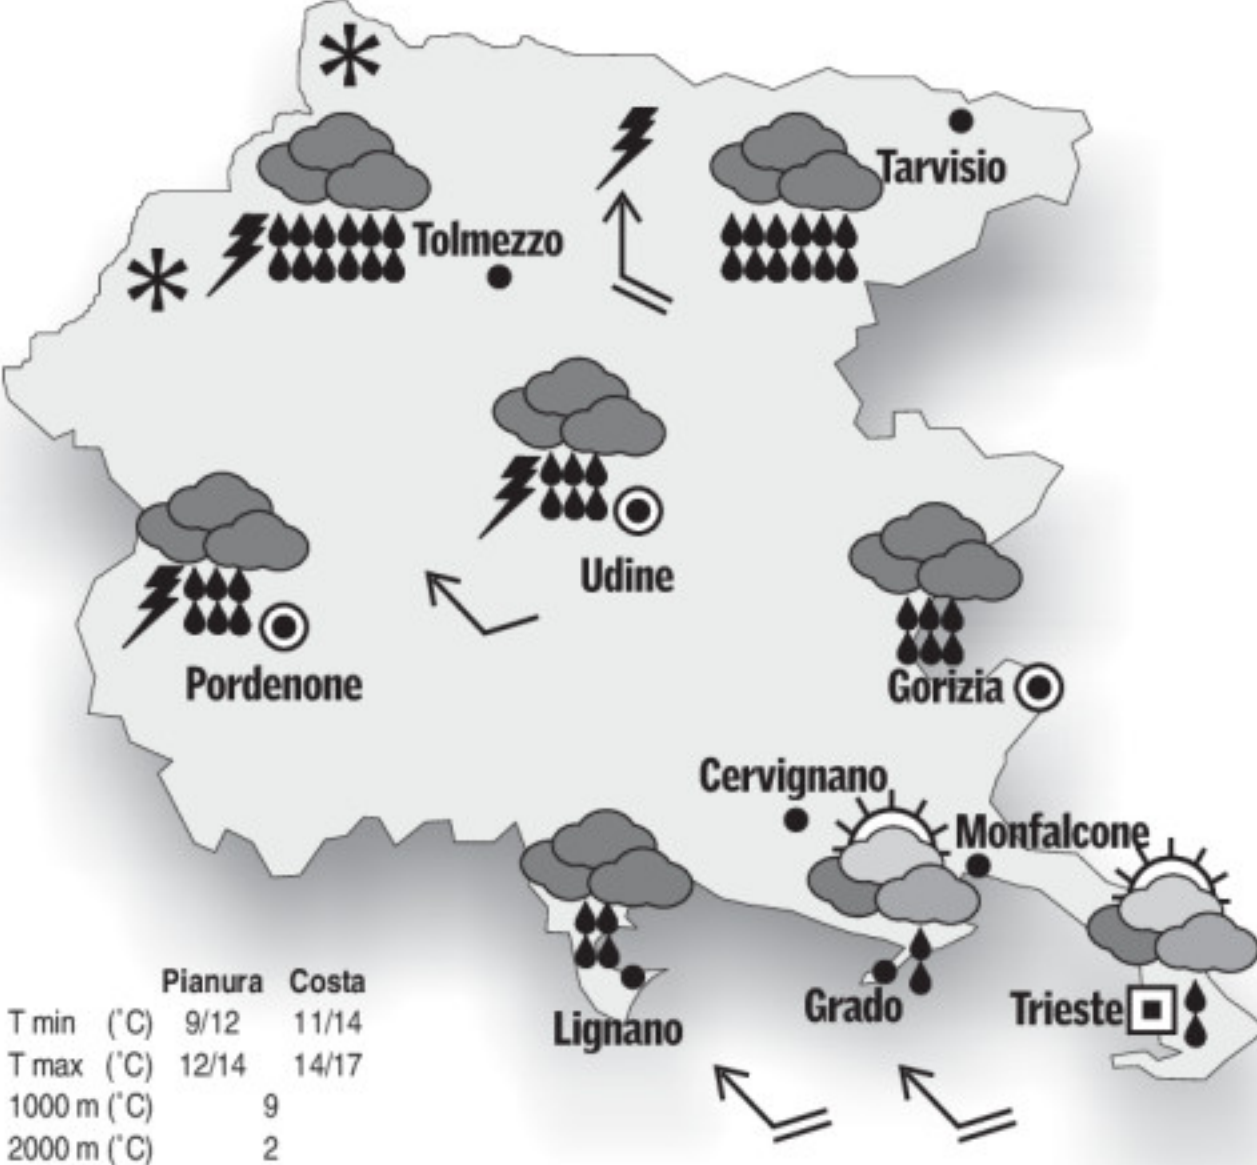 Tarvisio
Tolmezzo
Udine
Pordenone
Gorizia
Cervignano
Monfalcone
Grado
Trieste
Lignano
Pianura Costa
T min (°C) 9/12 11/14
T max (°C) 12/14 14/17
1000 m (°C) 9
2000 m (°C) 2